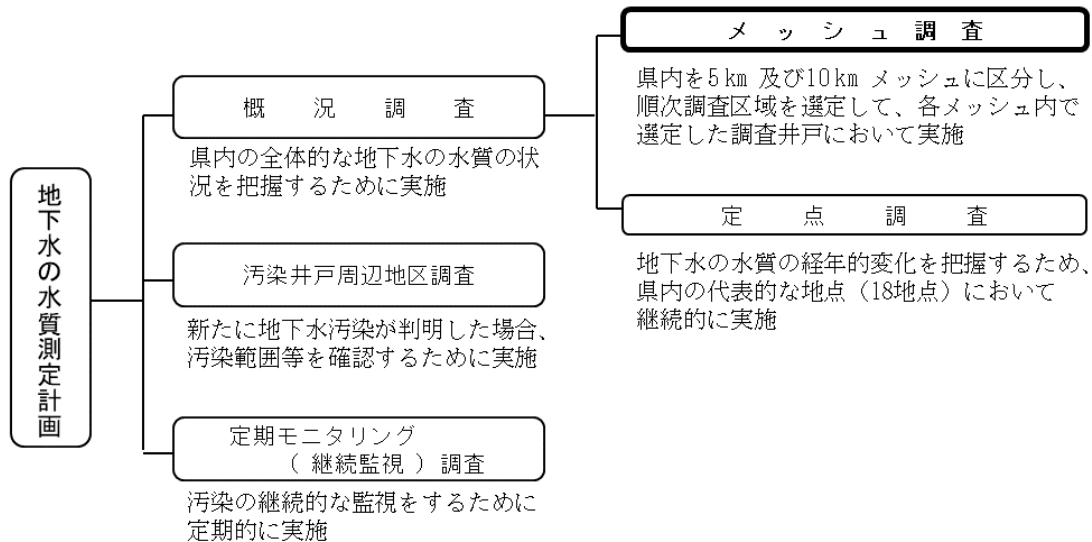 地下水の水質測定計画
概況調査
県内の全体的な地下水の水質の状
況を把握するために実施
メッシュ調査
県内を5km 及び10km メッシュに区分し、
順次調査区域を選定して、各メッシュ内で
選定した調査井戸において実施
定点調査
地下水の水質の経年的変化を把握するため、
県内の代表的な地点（18地点）において
継続的に実施
汚染井戸周辺地区調査
新たに地下水汚染が判明した場合、
汚染範囲等を確認するために実施
定期モニタリング
（ 継続監視 ）調査
汚染の継続的な監視をするために
定期的に実施